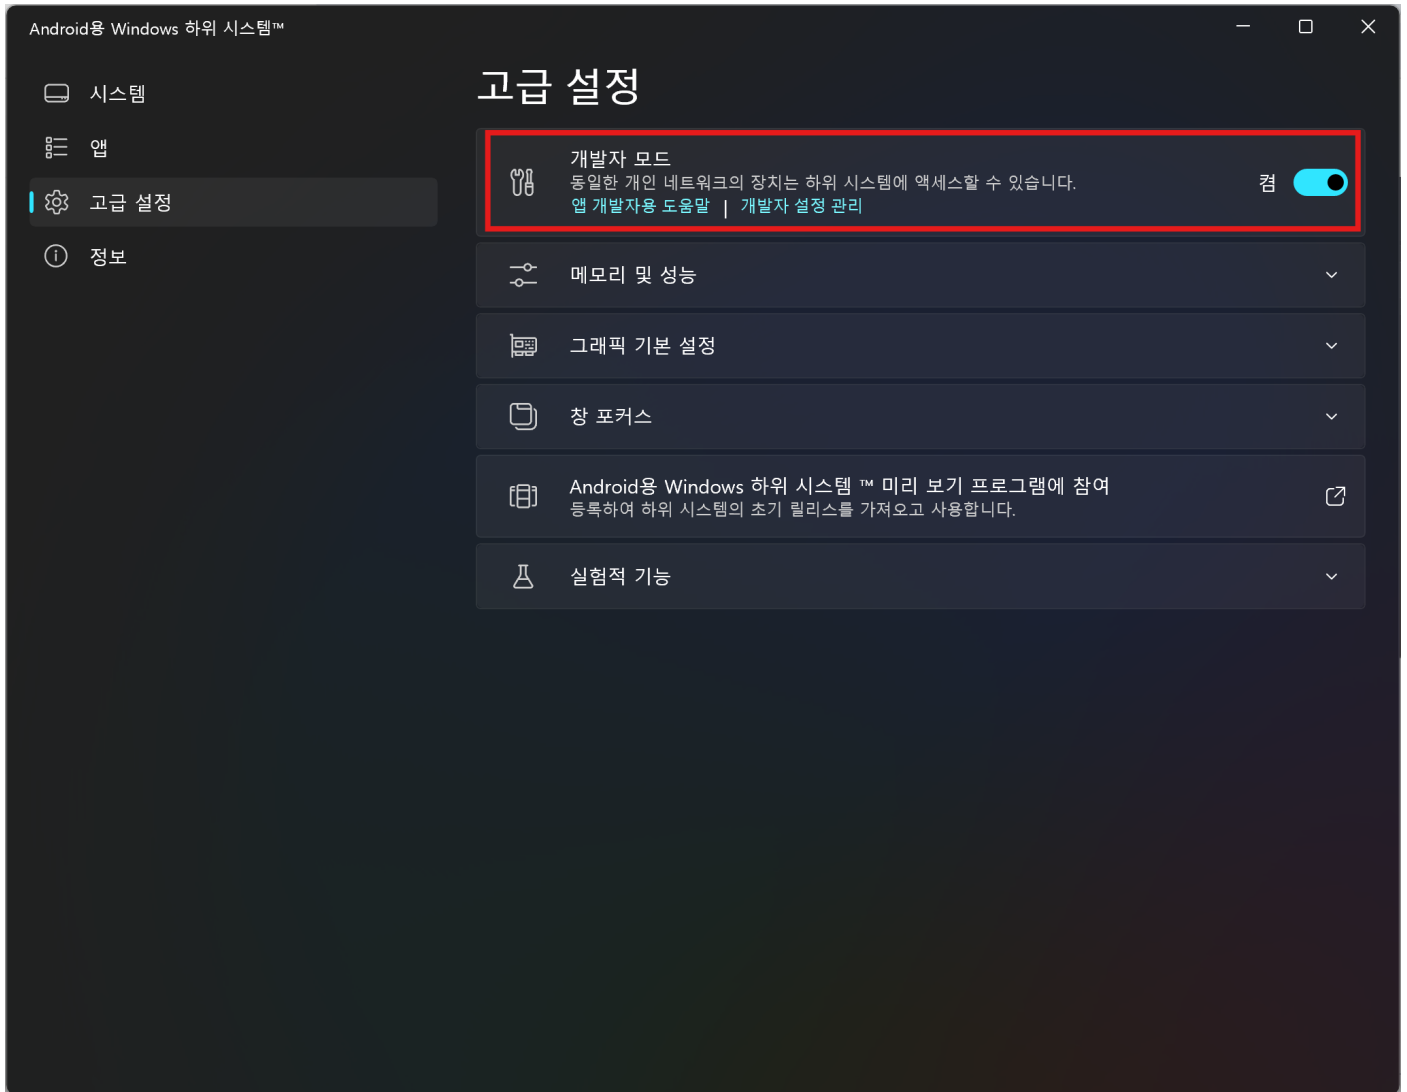 Android용 Windows 하위 시스템™
시스템
앱
고급 설정
정보
고급 설정
개발자 모드
동일한 개인 네트워크의 장치는 하위 시스템에 액세스할 수 있습니다.
앱 개발자용 도움말 | 개발자 설정 관리
켬
메모리 및 성능
그래픽 기본 설정
창 포커스
Android용 Windows 하위 시스템 ™ 미리 보기 프로그램에 참여
등록하여 하위 시스템의 초기 릴리스를 가져오고 사용합니다.
실험적 기능